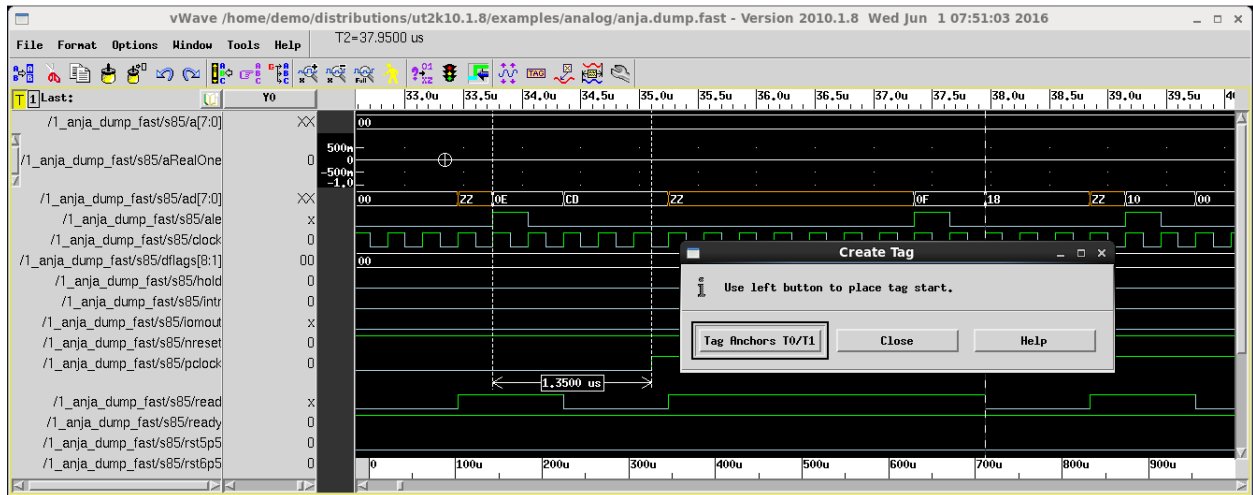 vWave /home/demo/distributions/ut2k10.1.8/examples/analog/anja.dump.fast - Version 2010.1.8 Wed Jun 1 07:51:03 2016
File Format Options Window Tools Help
T2=37.9500 us
T 1 Last: Y0 33.0u 33.5u 34.0u 34.5u 35.0u 35.5u 36.0u 36.5u 37.0u 37.5u 38.0u 38.5u 39.0u 39.5u
/1_anja_dump_fast/s85/a[7:0] XX 00
/1_anja_dump_fast/s85/aRealOne 0
500m
0
-500m
-1.0
/1_anja_dump_fast/s85/ad[7:0] XX 00 ZZ 0E CD ZZ 0F 18 ZZ 10 00
/1_anja_dump_fast/s85/ale x
/1_anja_dump_fast/s85/clock 0
/1_anja_dump_fast/s85/dflags[8:1] 00 00
/1_anja_dump_fast/s85/hold 0
/1_anja_dump_fast/s85/intr 0
/1_anja_dump_fast/s85/iomout x
/1_anja_dump_fast/s85/nreset 0
/1_anja_dump_fast/s85/pclock 0
1.3500 us
/1_anja_dump_fast/s85/read x
/1_anja_dump_fast/s85/ready 0
/1_anja_dump_fast/s85/rst5p5 0
/1_anja_dump_fast/s85/rst6p5 0
0 100u 200u 300u 400u 500u 600u 700u 800u 900u
Create Tag
Use left button to place tag start.
Tag Anchors T0/T1 Close Help